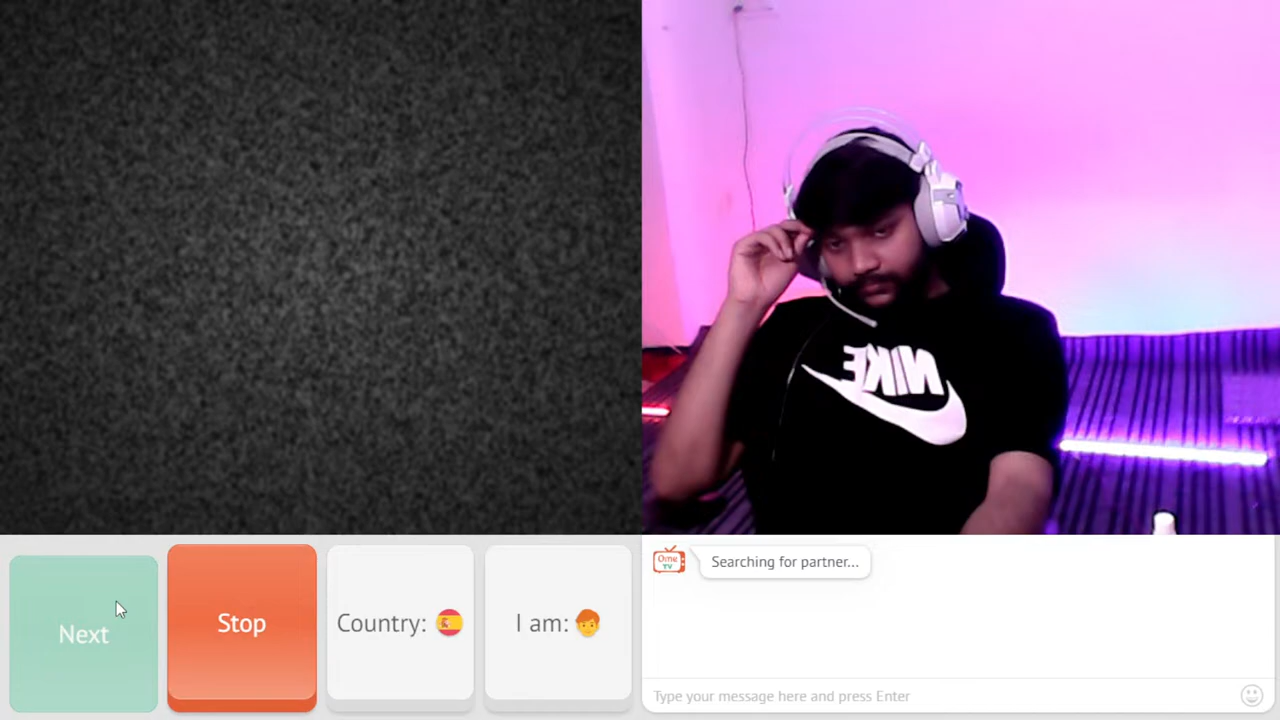 NIKE
Next
Stop
Country:
I am:
Ome
TV
Searching for partner...
Type your message here and press Enter